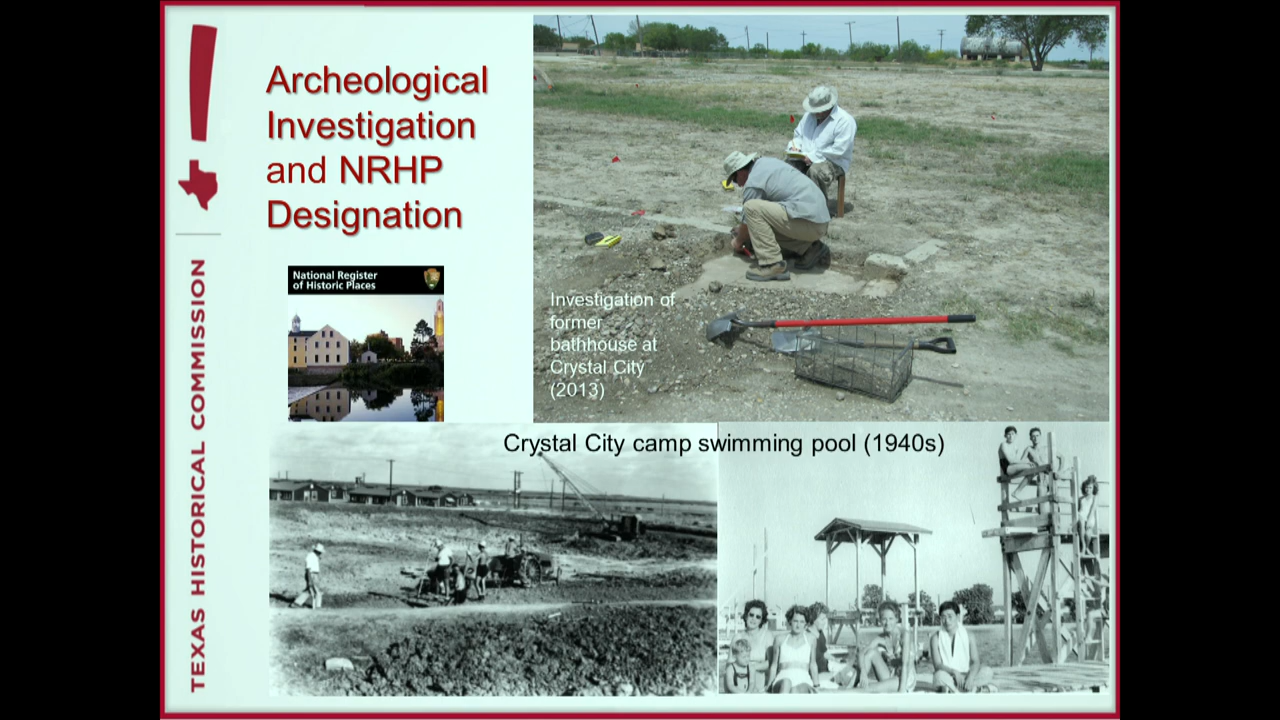 Archeological
Investigation
and NRHP
Designation
National Register
of Historic Places
Investigation of
former
bathhouse at
Crystal City
(2013)
Crystal City camp swimming pool (1940s)
TEXAS HISTORICAL COMMISSION